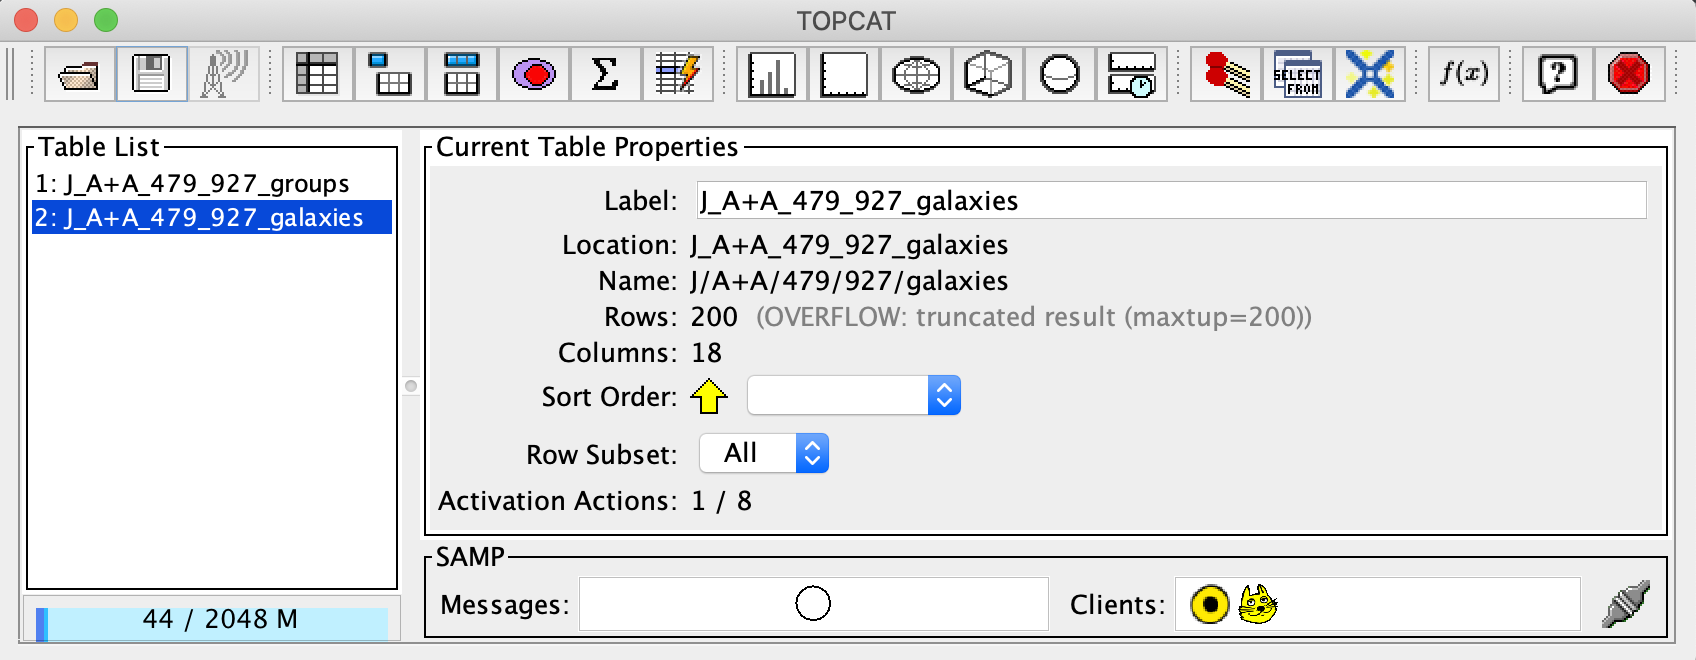 TOPCAT
Σ
SELECT
FROM
f(x)
?
Table List
1: J_A+A_479_927_groups
2: J_A+A_479_927_galaxies
44 / 2048 M
Current Table Properties
Label: J_A+A_479_927_galaxies
Location: J_A+A_479_927_galaxies
Name: J/A+A/479/927/galaxies
Rows: 200 (OVERFLOW: truncated result (maxtup=200))
Columns: 18
Sort Order:
Row Subset: All
Activation Actions: 1 / 8
SAMP
Messages: Clients: